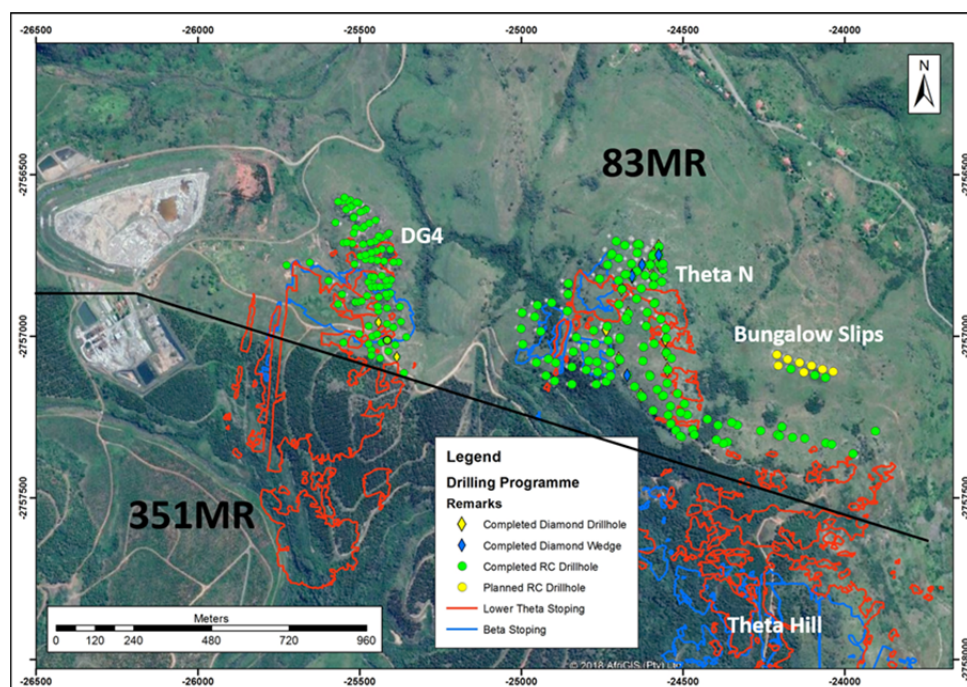 -26500 -26000 -25500 -25000 -24500 -24000
N
83MR
-2756500 -2756500
DG4
Theta N
Bungalow Slips
-2757000 -2757000
Legend
Drilling Programme
Remarks
Completed Diamond Drillhole
Completed Diamond Wedge
Completed RC Drillhole
Planned RC Drillhole
Lower Theta Stoping
Beta Stoping
-2757500 -2757500
351MR
Meters
0 120 240 480 720 960
Theta Hill
© 2018 AfriGIS (Pty) Ltd
-2758000
-26500 -26000 -25500 -25000 -24500 -24000